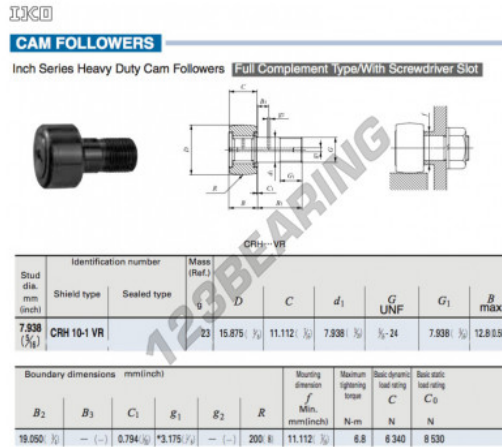 IKO
CAM FOLLOWERS
Inch Series Heavy Duty Cam Followers Full Complement Type/With Screwdriver Slot
C
D
R
B
CRH…VR
123BEARING
Stud dia. mm (inch)
Identification number
Shield type
Sealed type
Mass (Ref.) g
D
C
d1
G UNF
G1
B max
7.938
CRH 10-1 VR
23
15.875
11.112
7.938
-24
7.938
12.8
Boundary dimensions mm(inch)
B2
B3
C1
g1
g2
R
Mounting dimension f Min. mm(inch)
Maximum tightening torque N-m
Basic dynamic load rating C N
Basic static load rating C0 N
19.050
— (—)
0.794
*3.175
— (—)
200( 8)
11.112
6.8
6 340
8 530